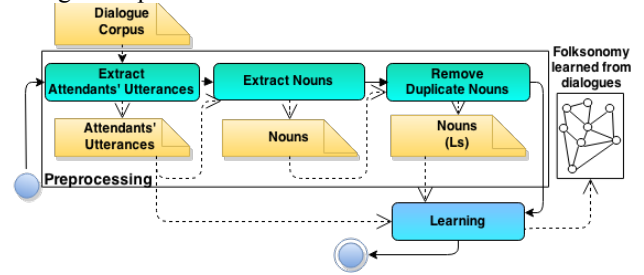 Dialogue
Corpus
Extract
Attendants' Utterances
Extract Nouns
Remove
Duplicate Nouns
Folksonomy
learned from
dialogues
Attendants'
Utterances
Nouns
Nouns
(Ls)
Preprocessing
Learning